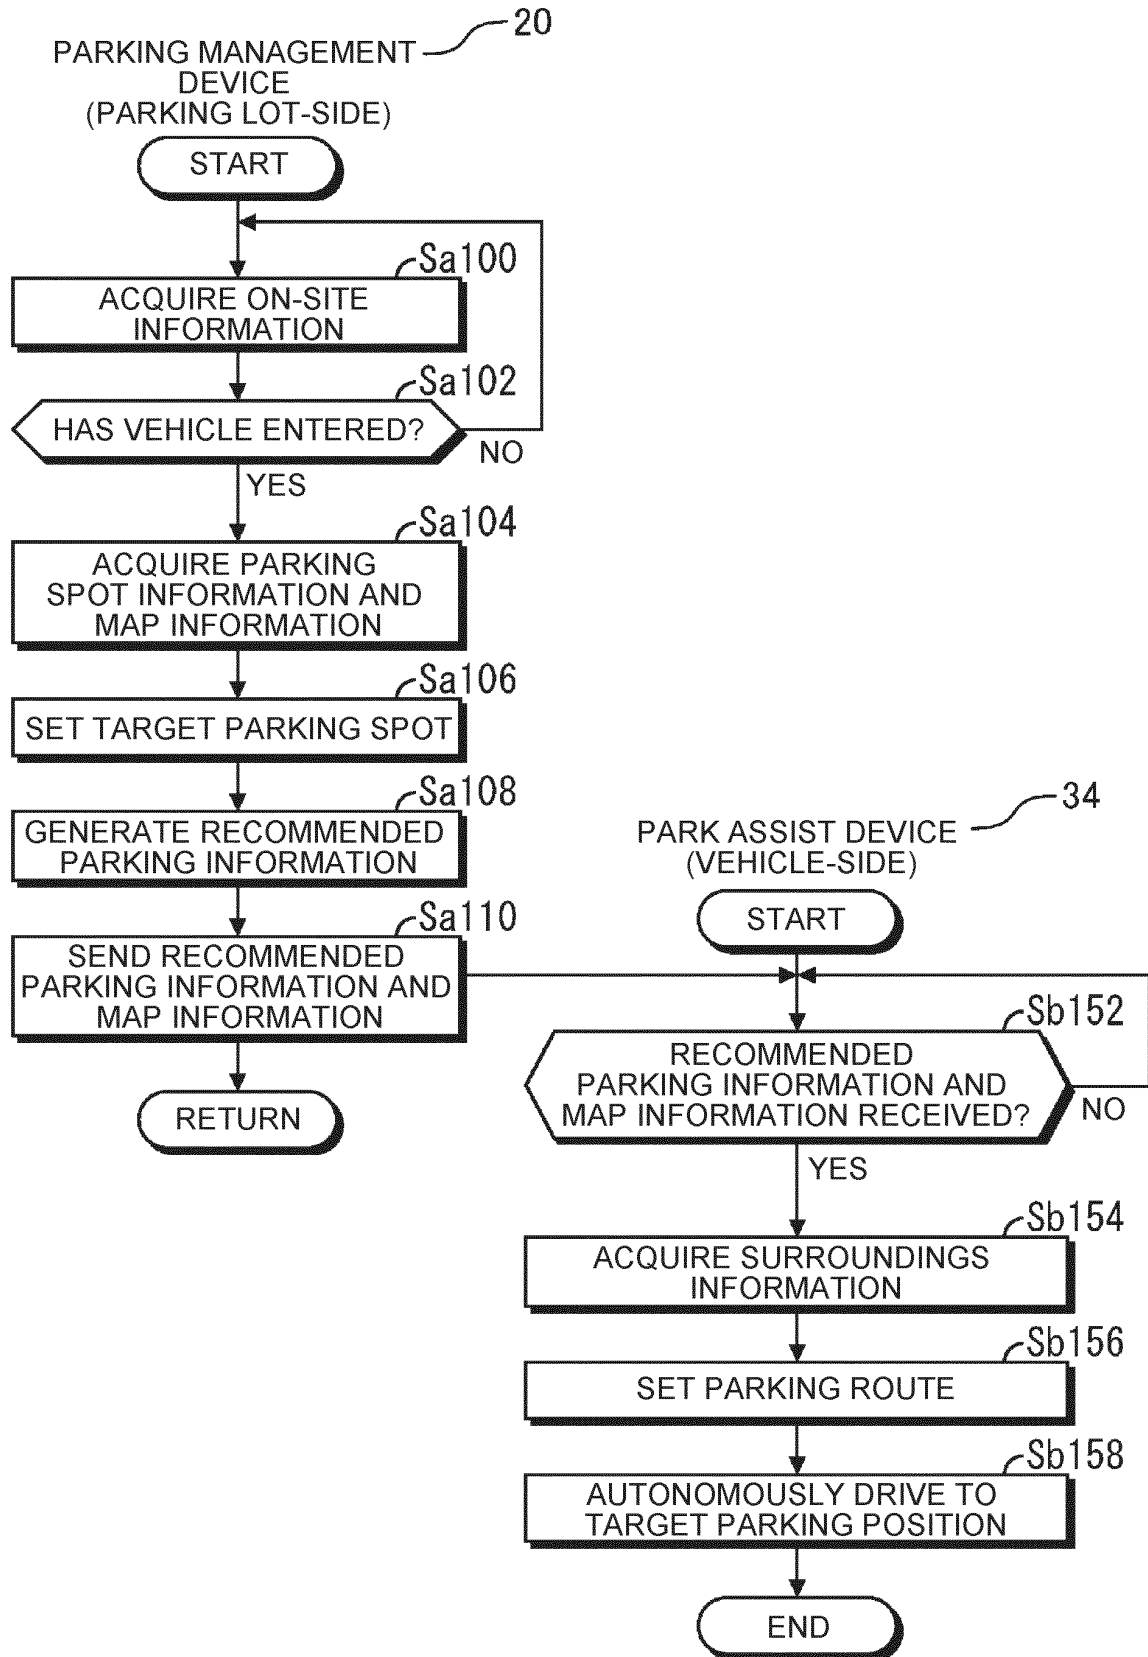 20
PARKING MANAGEMENT
DEVICE
(PARKING LOT-SIDE)
START
Sa100
ACQUIRE ON-SITE
INFORMATION
Sa102
HAS VEHICLE ENTERED?
NO
YES
Sa104
ACQUIRE PARKING
SPOT INFORMATION AND
MAP INFORMATION
Sa106
SET TARGET PARKING SPOT
Sa108
GENERATE RECOMMENDED
PARKING INFORMATION
Sa110
SEND RECOMMENDED
PARKING INFORMATION AND
MAP INFORMATION
RETURN
34
PARK ASSIST DEVICE
(VEHICLE-SIDE)
START
Sb152
RECOMMENDED
PARKING INFORMATION AND
MAP INFORMATION RECEIVED?
NO
YES
Sb154
ACQUIRE SURROUNDINGS
INFORMATION
Sb156
SET PARKING ROUTE
Sb158
AUTONOMOUSLY DRIVE TO
TARGET PARKING POSITION
END